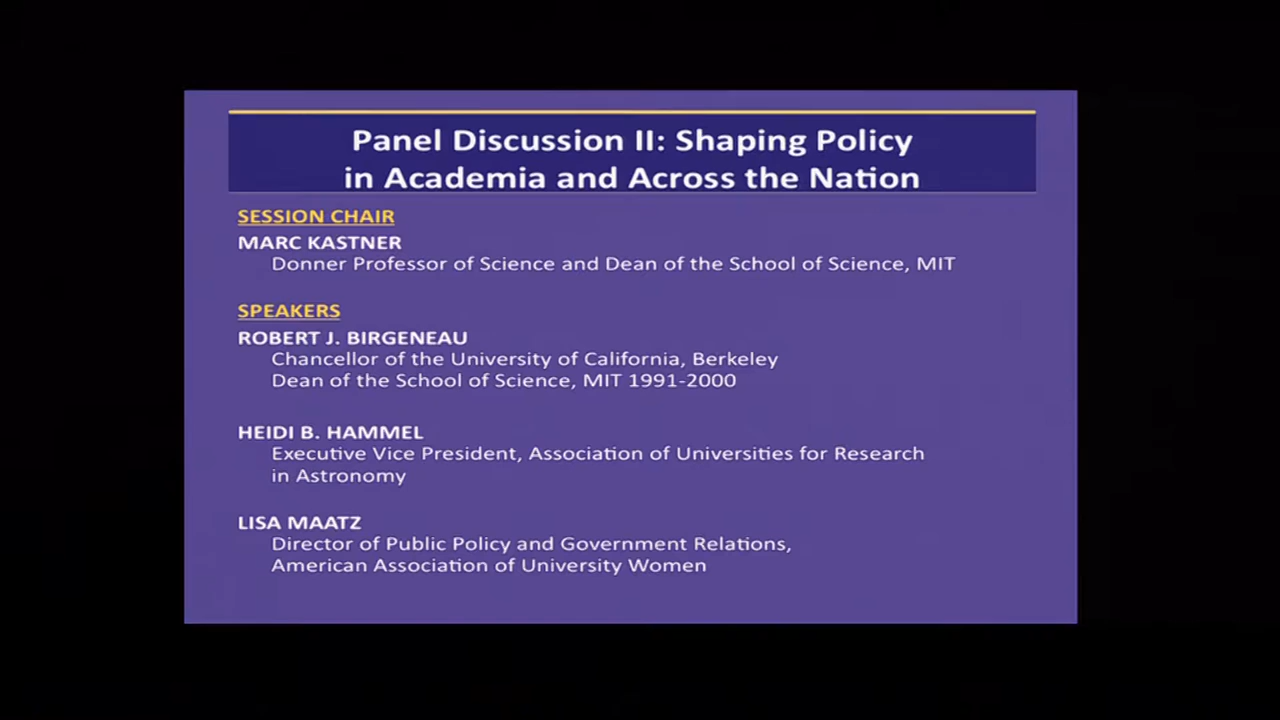 Panel Discussion II: Shaping Policy
in Academia and Across the Nation
SESSION CHAIR
MARC KASTNER
Donner Professor of Science and Dean of the School of Science, MIT
SPEAKERS
ROBERT J. BIRGENEAU
Chancellor of the University of California, Berkeley
Dean of the School of Science, MIT 1991-2000
HEIDI B. HAMMEL
Executive Vice President, Association of Universities for Research
in Astronomy
LISA MAATZ
Director of Public Policy and Government Relations,
American Association of University Women